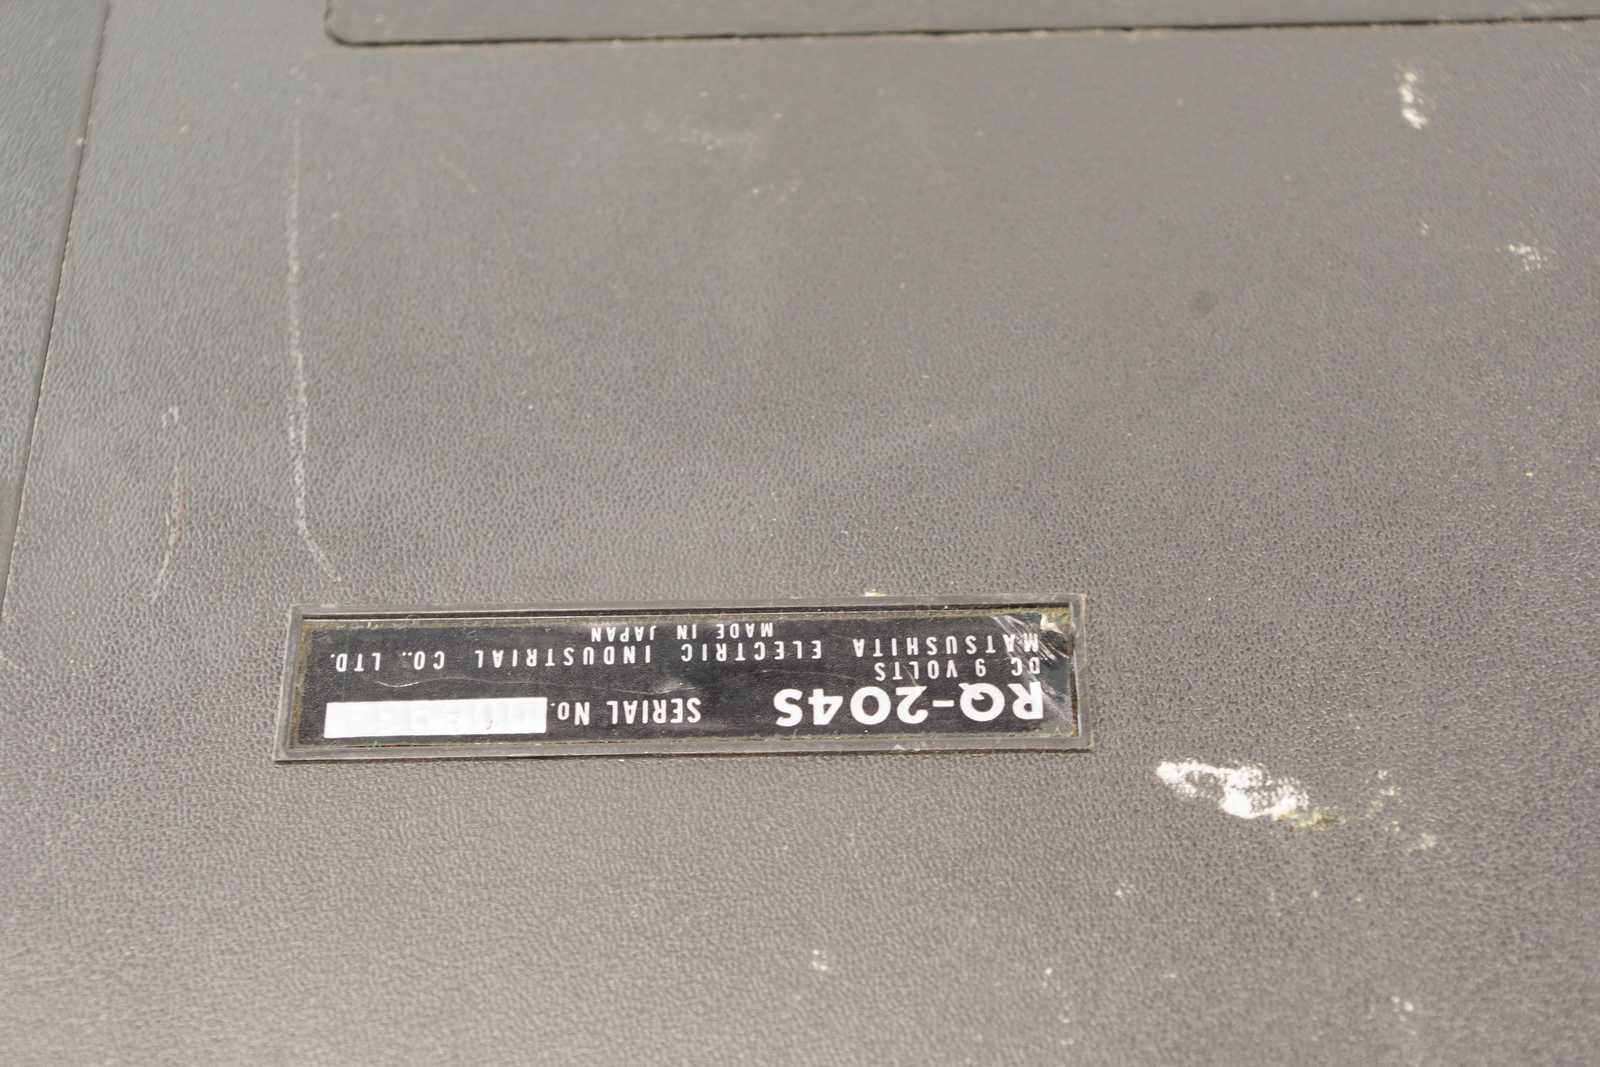 RQ-204S SERIAL No.
DC 9 VOLTS
MATSUSHITA ELECTRIC INDUSTRIAL CO., LTD.
MADE IN JAPAN